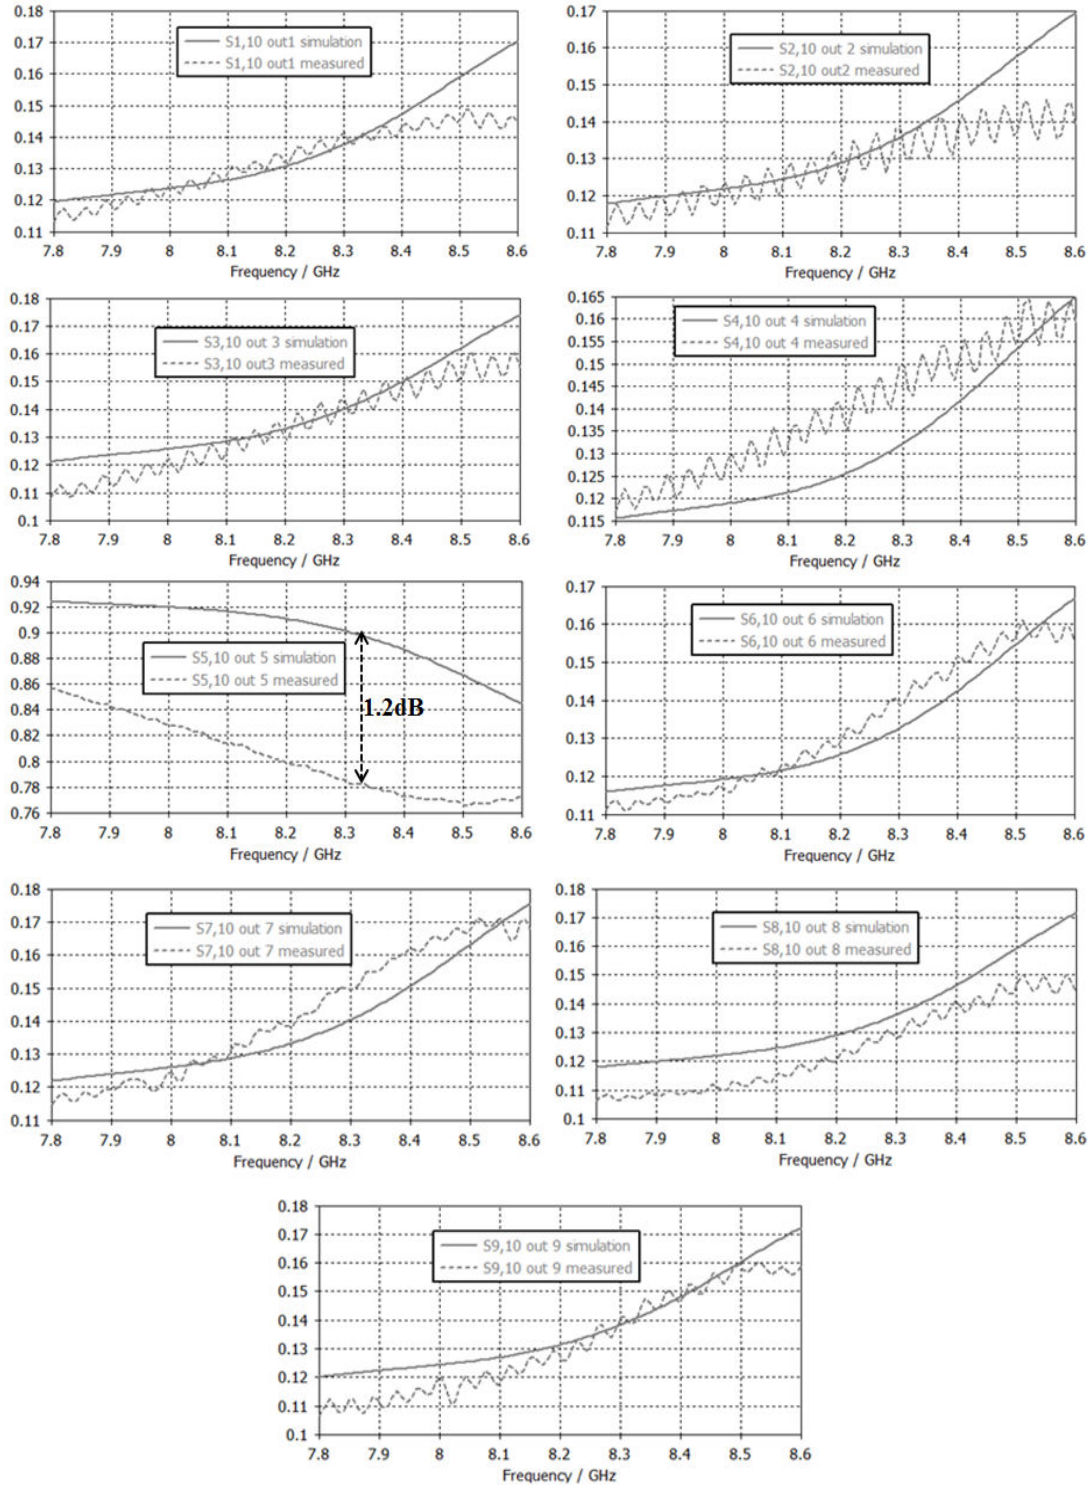 0.18
0.17
0.16
0.15
0.14
0.13
0.12
0.11
S1,10 out1 simulation
S1,10 out1 measured
7.8 7.9 8 8.1 8.2 8.3 8.4 8.5 8.6
Frequency / GHz
0.17
0.16
0.15
0.14
0.13
0.12
0.11
S2,10 out 2 simulation
S2,10 out2 measured
7.8 7.9 8 8.1 8.2 8.3 8.4 8.5 8.6
Frequency / GHz
0.18
0.17
0.16
0.15
0.14
0.13
0.12
0.11
0.1
S3,10 out 3 simulation
S3,10 out3 measured
7.8 7.9 8 8.1 8.2 8.3 8.4 8.5 8.6
Frequency / GHz
0.165
0.16
0.155
0.15
0.145
0.14
0.135
0.13
0.125
0.12
0.115
S4,10 out 4 simulation
S4,10 out 4 measured
7.8 7.9 8 8.1 8.2 8.3 8.4 8.5 8.6
Frequency / GHz
0.94
0.92
0.9
0.88
0.86
0.84
0.82
0.8
0.78
0.76
S5,10 out 5 simulation
S5,10 out 5 measured
1.2dB
7.8 7.9 8 8.1 8.2 8.3 8.4 8.5 8.6
Frequency / GHz
0.17
0.16
0.15
0.14
0.13
0.12
0.11
S6,10 out 6 simulation
S6,10 out 6 measured
7.8 7.9 8 8.1 8.2 8.3 8.4 8.5 8.6
Frequency / GHz
0.18
0.17
0.16
0.15
0.14
0.13
0.12
0.11
S7,10 out 7 simulation
S7,10 out 7 measured
7.8 7.9 8 8.1 8.2 8.3 8.4 8.5 8.6
Frequency / GHz
0.18
0.17
0.16
0.15
0.14
0.13
0.12
0.11
0.1
S8,10 out 8 simulation
S8,10 out 8 measured
7.8 7.9 8 8.1 8.2 8.3 8.4 8.5 8.6
Frequency / GHz
0.18
0.17
0.16
0.15
0.14
0.13
0.12
0.11
0.1
S9,10 out 9 simulation
S9,10 out 9 measured
7.8 7.9 8 8.1 8.2 8.3 8.4 8.5 8.6
Frequency / GHz